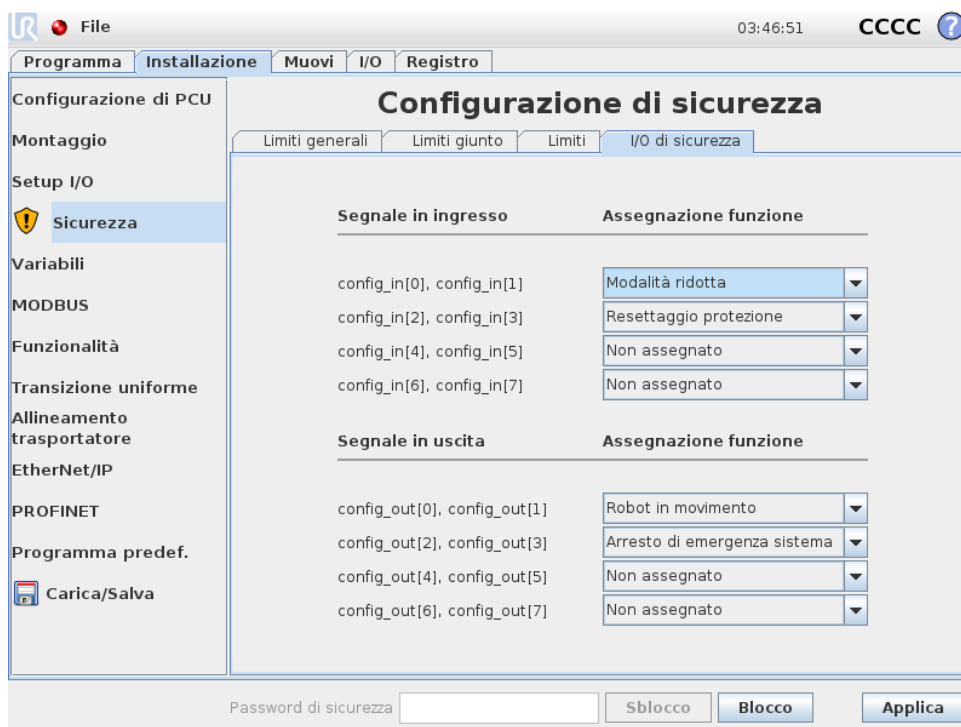 UR File 03:46:51 CCCC ?
Programma Installazione Muovi I/O Registro
Configurazione di PCU
Montaggio
Setup I/O
Sicurezza
Variabili
MODBUS
Funzionalità
Transizione uniforme
Allineamento
trasportatore
EtherNet/IP
PROFINET
Programma predef.
Carica/Salva
Configurazione di sicurezza
Limiti generali Limiti giunto Limiti I/O di sicurezza
Segnale in ingresso Assegnazione funzione
config_in[0], config_in[1] Modalità ridotta
config_in[2], config_in[3] Resettaggio protezione
config_in[4], config_in[5] Non assegnato
config_in[6], config_in[7] Non assegnato
Segnale in uscita Assegnazione funzione
config_out[0], config_out[1] Robot in movimento
config_out[2], config_out[3] Arresto di emergenza sistema
config_out[4], config_out[5] Non assegnato
config_out[6], config_out[7] Non assegnato
Password di sicurezza Sblocco Blocco Applica